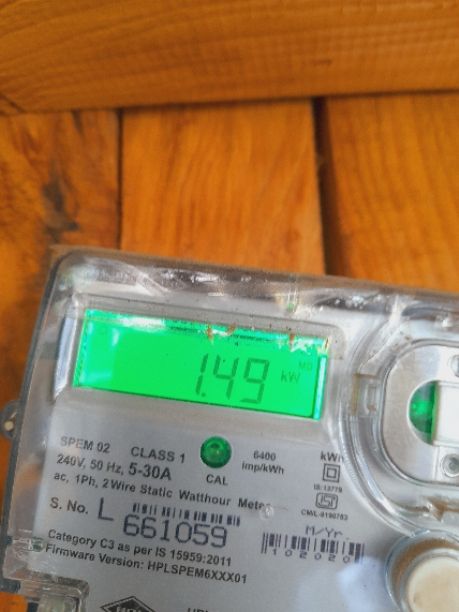 1.49 kW MD
SPEM 02 CLASS 1 6400 imp/kWh kWh
240V, 50 Hz, 5-30A CAL IS:13779
ac, 1Ph, 2Wire Static Watthour Meter
S. No. L 661059
M/Yr
102020
Category C3 as per IS 15959:2011
Firmware Version: HPLSPEM6XXX01